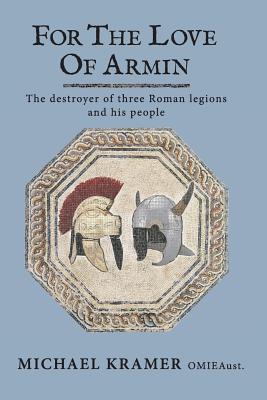 FOR THE LOVE
OF ARMIN
The destroyer of three Roman legions
and his people
MICHAEL KRAMER OMIEAust.